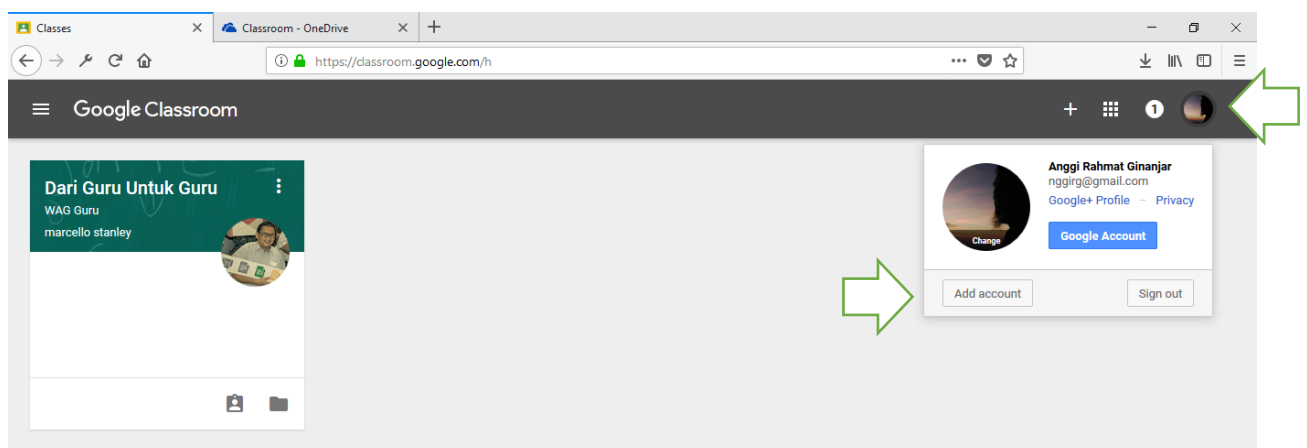 Classes
Classroom - OneDrive
https://classroom.google.com/h
Google Classroom
1
Dari Guru Untuk Guru
WAG Guru
marcello stanley
Anggi Rahmat Ginanjar
nggirg@gmail.com
Google+ Profile – Privacy
Change
Google Account
Add account
Sign out